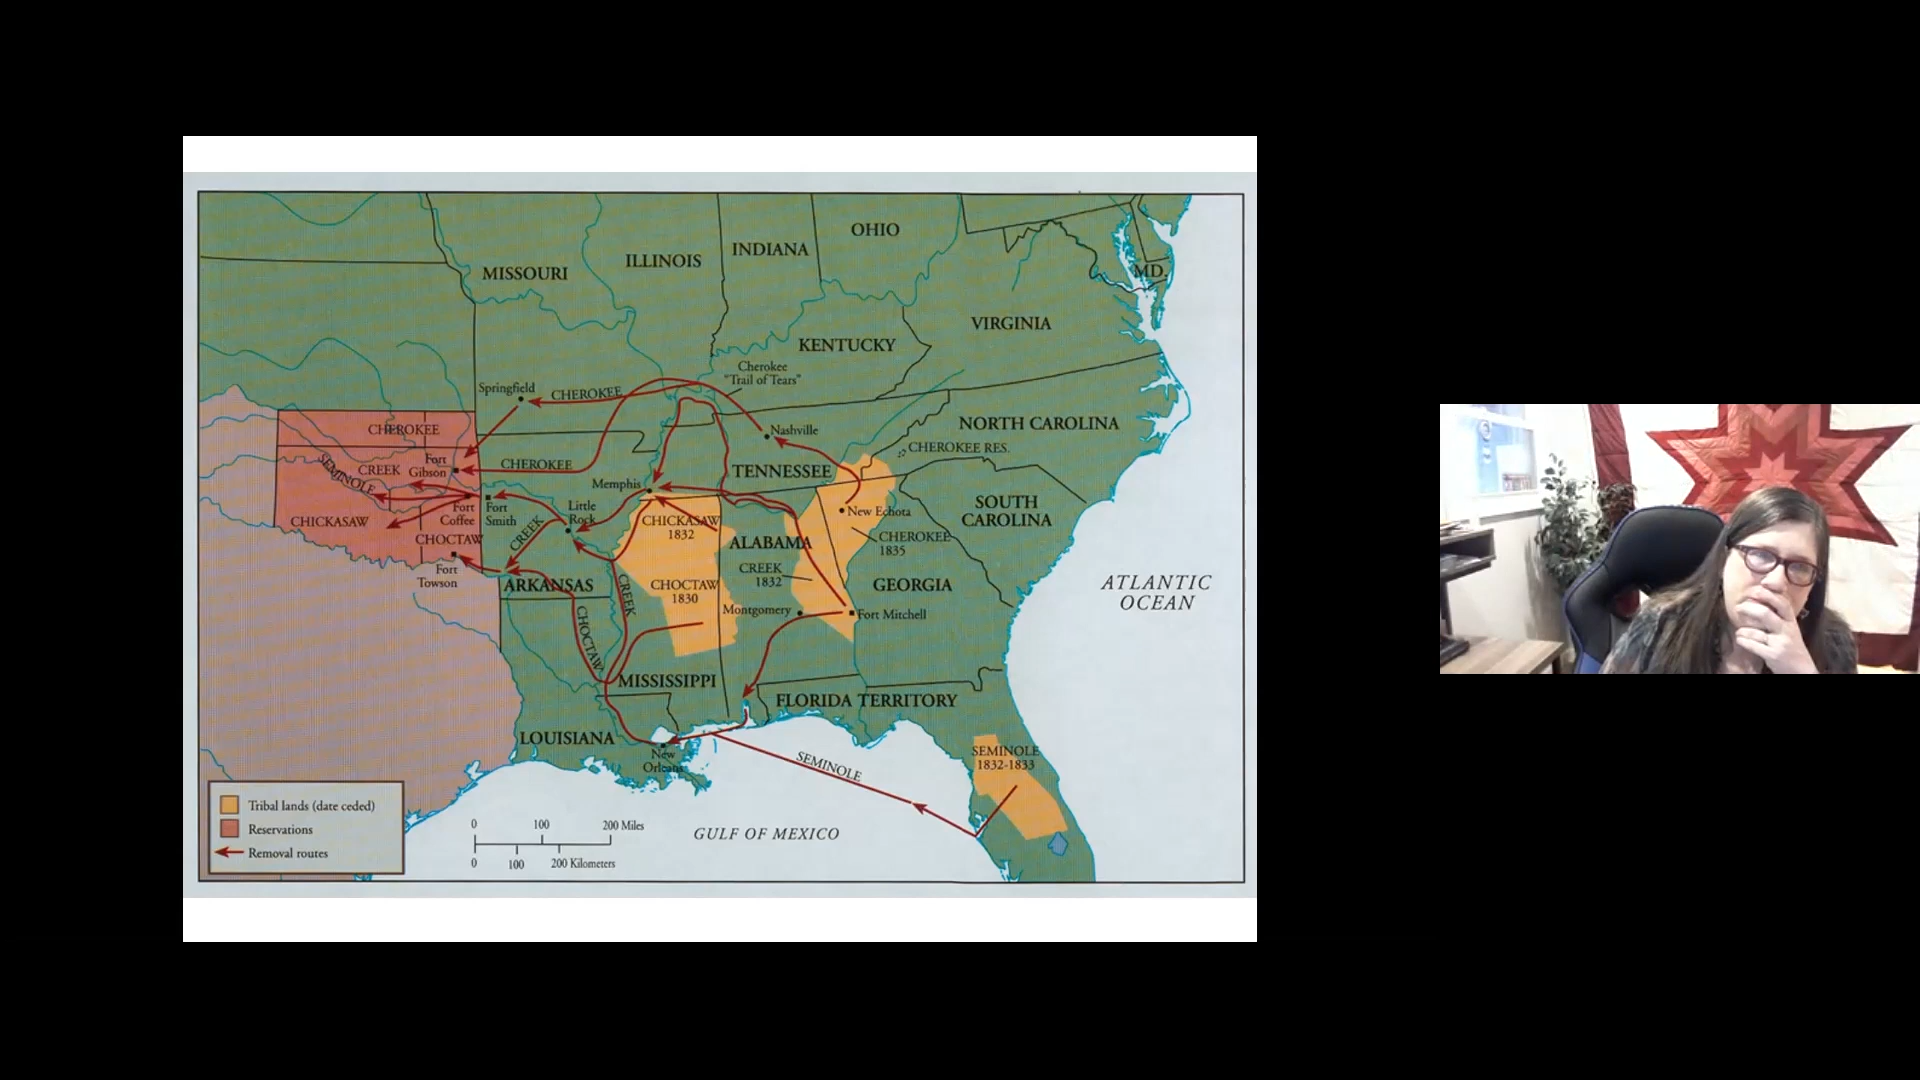 OHIO
INDIANA
ILLINOIS
MISSOURI
MD.
VIRGINIA
KENTUCKY
Cherokee
"Trail of Tears"
Springfield
CHEROKEE
NORTH CAROLINA
CHEROKEE
Nashville
CHEROKEE RES.
Fort
Gibson
CREEK
SEMINOLE
CHEROKEE
TENNESSEE
Memphis
SOUTH
CAROLINA
Fort
Coffee
Fort
Smith
Little
Rock
New Echota
CHICKASAW
CHICKASAW
1832
CREEK
ALABAMA
CHEROKEE
1835
CHOCTAW
Fort
Towson
ARKANSAS
CREEK
CHOCTAW
1830
CREEK
1832
GEORGIA
ATLANTIC
OCEAN
Montgomery
Fort Mitchell
CHOCTAW
MISSISSIPPI
FLORIDA TERRITORY
LOUISIANA
New
Orleans
SEMINOLE
SEMINOLE
1832-1833
Tribal lands (date ceded)
Reservations
Removal routes
0 100 200 Miles
0 100 200 Kilometers
GULF OF MEXICO